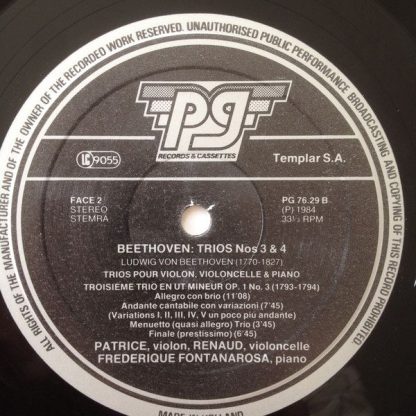 ALL RIGHTS OF THE MANUFACTURER AND OF THE OWNER OF THE RECORDED WORK RESERVED. UNAUTHORISED PUBLIC PERFORMANCE BROADCASTING AND COPYING OF THIS RECORD PROHIBITED.
PG
RECORDS & CASSETTES
LC 9055
Templar S.A.
FACE 2
STEREO
STEMRA
PG 76.29 B
(P) 1984
33⅓ RPM
BEETHOVEN: TRIOS Nos 3 & 4
LUDWIG VON BEETHOVEN (1770-1827)
TRIOS POUR VIOLON, VIOLONCELLE & PIANO
TROISIEME TRIO EN UT MINEUR OP. 1 No. 3 (1793-1794)
Allegro con brio (11'08)
Andante cantabile con variazioni (7'45)
(Variations I, II, III, IV, V un poco più andante)
Menuetto (quasi allegro) Trio (3'45)
Finale (prestissimo) (6'45)
PATRICE, violon, RENAUD, violoncelle
FREDERIQUE FONTANAROSA, piano
MADE IN HOLLAND